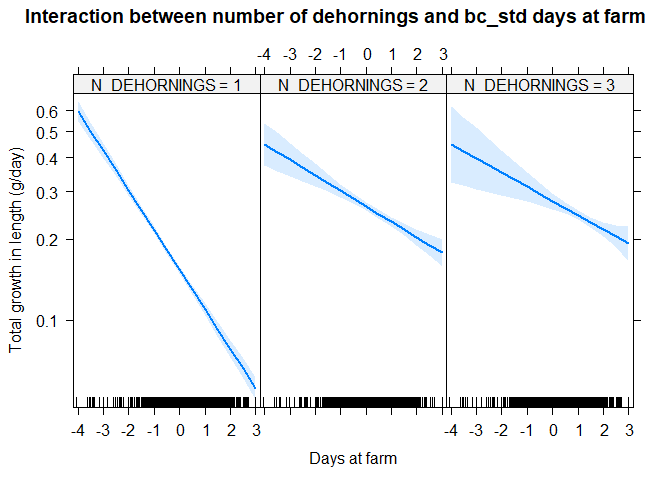 Interaction between number of dehornings and bc_std days at farm
-4 -3 -2 -1 0 1 2 3
N_DEHORNINGS = 1 N_DEHORNINGS = 2 N_DEHORNINGS = 3
0.6
0.5
0.4
0.3
0.2
0.1
Total growth in length (g/day)
-4 -3 -2 -1 0 1 2 3 -4 -3 -2 -1 0 1 2 3
Days at farm